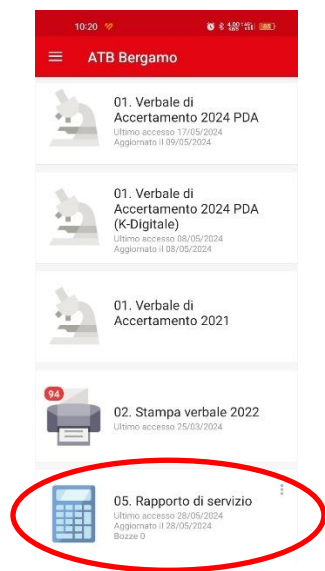 10:20
ATB Bergamo
01. Verbale di
Accertamento 2024 PDA
Ultimo accesso 17/05/2024
Aggiornato il 09/05/2024
01. Verbale di
Accertamento 2024 PDA
(K-Digitale)
Ultimo accesso 08/05/2024
Aggiornato il 08/05/2024
01. Verbale di
Accertamento 2021
94
02. Stampa verbale 2022
Ultimo accesso 25/03/2024
05. Rapporto di servizio
Ultimo accesso 28/05/2024
Aggiornato il 28/05/2024
Bozze 0